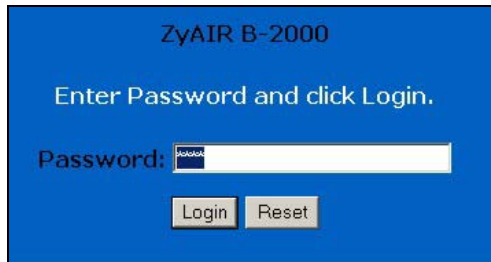 ZyAIR B-2000
Enter Password and click Login.
Password: ****
Login Reset